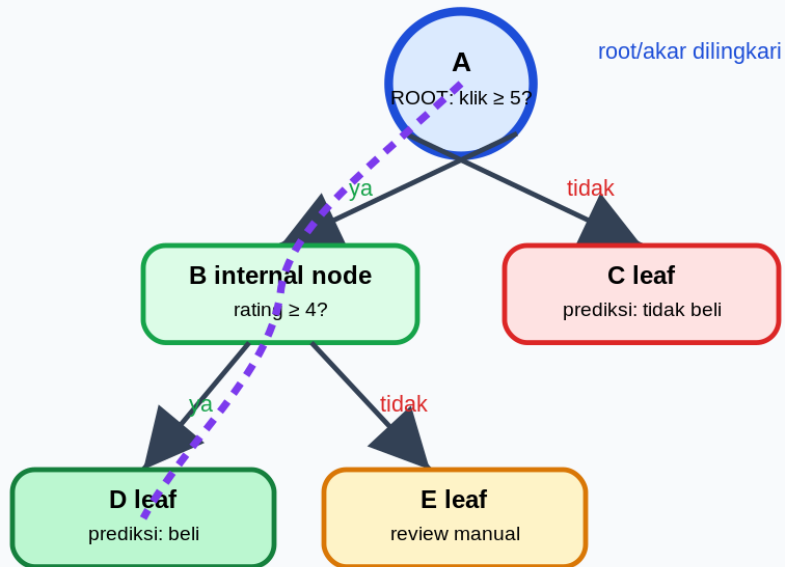 A
root/akar dilingkari
ROOT: klik ≥ 5?
ya
tidak
B internal node
rating ≥ 4?
C leaf
prediksi: tidak beli
ya
tidak
D leaf
prediksi: beli
E leaf
review manual